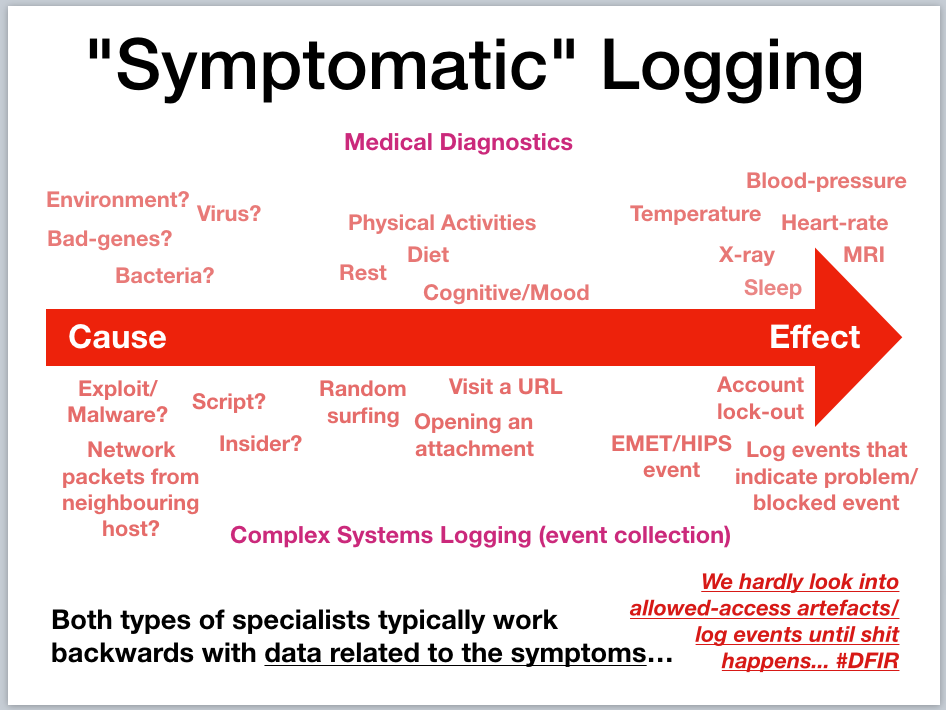 "Symptomatic" Logging
Medical Diagnostics
Environment?
Virus?
Bad-genes?
Bacteria?
Physical Activities
Diet
Rest
Cognitive/Mood
Blood-pressure
Temperature
Heart-rate
X-ray
MRI
Sleep
Cause
Effect
Exploit/
Malware?
Script?
Insider?
Network
packets from
neighbouring
host?
Random
surfing
Visit a URL
Opening an
attachment
Account
lock-out
EMET/HIPS
event
Log events that
indicate problem/
blocked event
Complex Systems Logging (event collection)
Both types of specialists typically work
backwards with data related to the symptoms...
We hardly look into
allowed-access artefacts/
log events until shit
happens... #DFIR